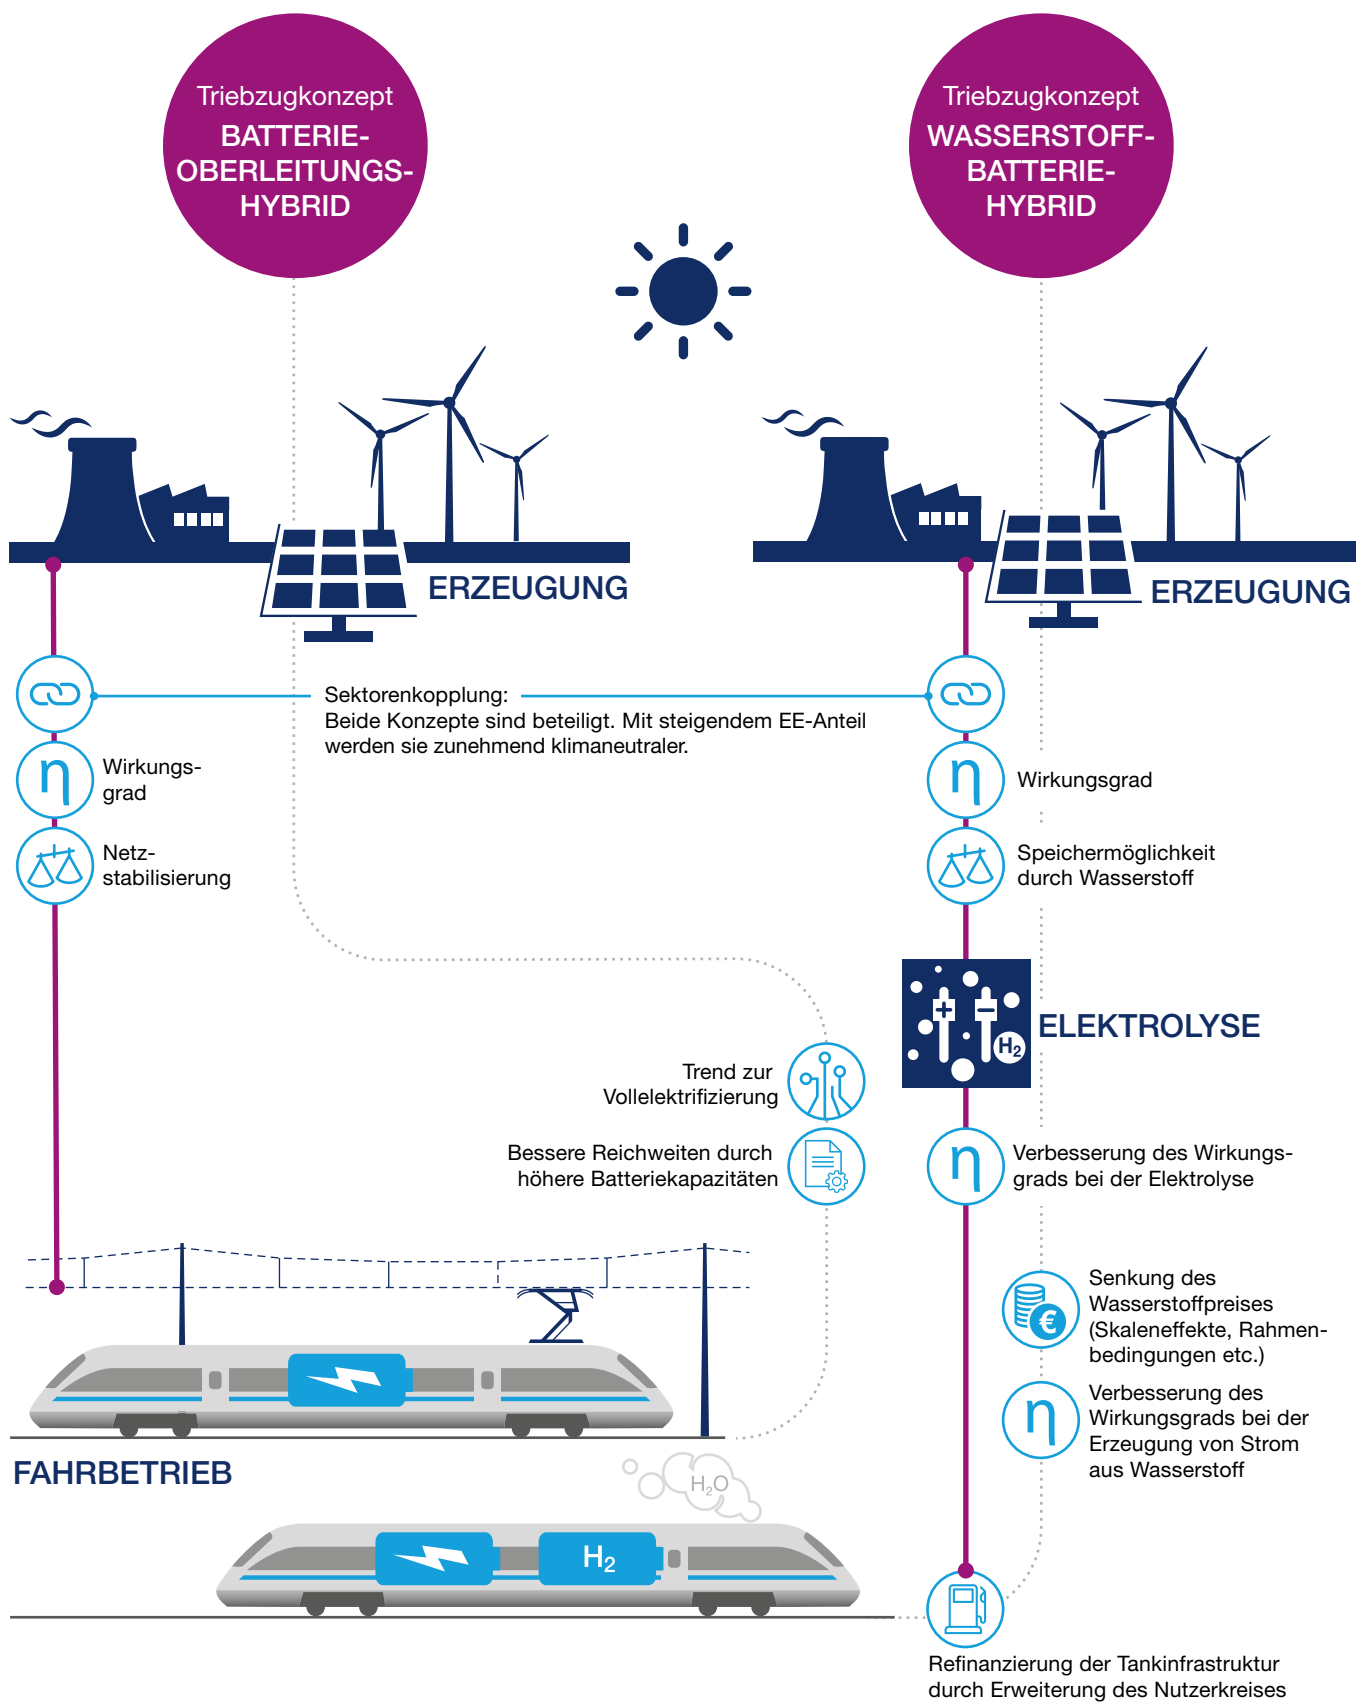 Triebzugkonzept
BATTERIE-
OBERLEITUNGS-
HYBRID
Triebzugkonzept
WASSERSTOFF-
BATTERIE-
HYBRID
ERZEUGUNG
ERZEUGUNG
Sektorenkopplung:
Beide Konzepte sind beteiligt. Mit steigendem EE-Anteil
werden sie zunehmend klimaneutraler.
η
Wirkungs-
grad
η
Wirkungsgrad
Netz-
stabilisierung
Speichermöglichkeit
durch Wasserstoff
+ −
H₂
ELEKTROLYSE
Trend zur
Vollelektrifizierung
Bessere Reichweiten durch
höhere Batteriekapazitäten
η
Verbesserung des Wirkungs-
grads bei der Elektrolyse
€
Senkung des
Wasserstoffpreises
(Skaleneffekte, Rahmen-
bedingungen etc.)
η
Verbesserung des
Wirkungsgrads bei der
Erzeugung von Strom
aus Wasserstoff
FAHRBETRIEB
H₂O
H₂
Refinanzierung der Tankinfrastruktur
durch Erweiterung des Nutzerkreises